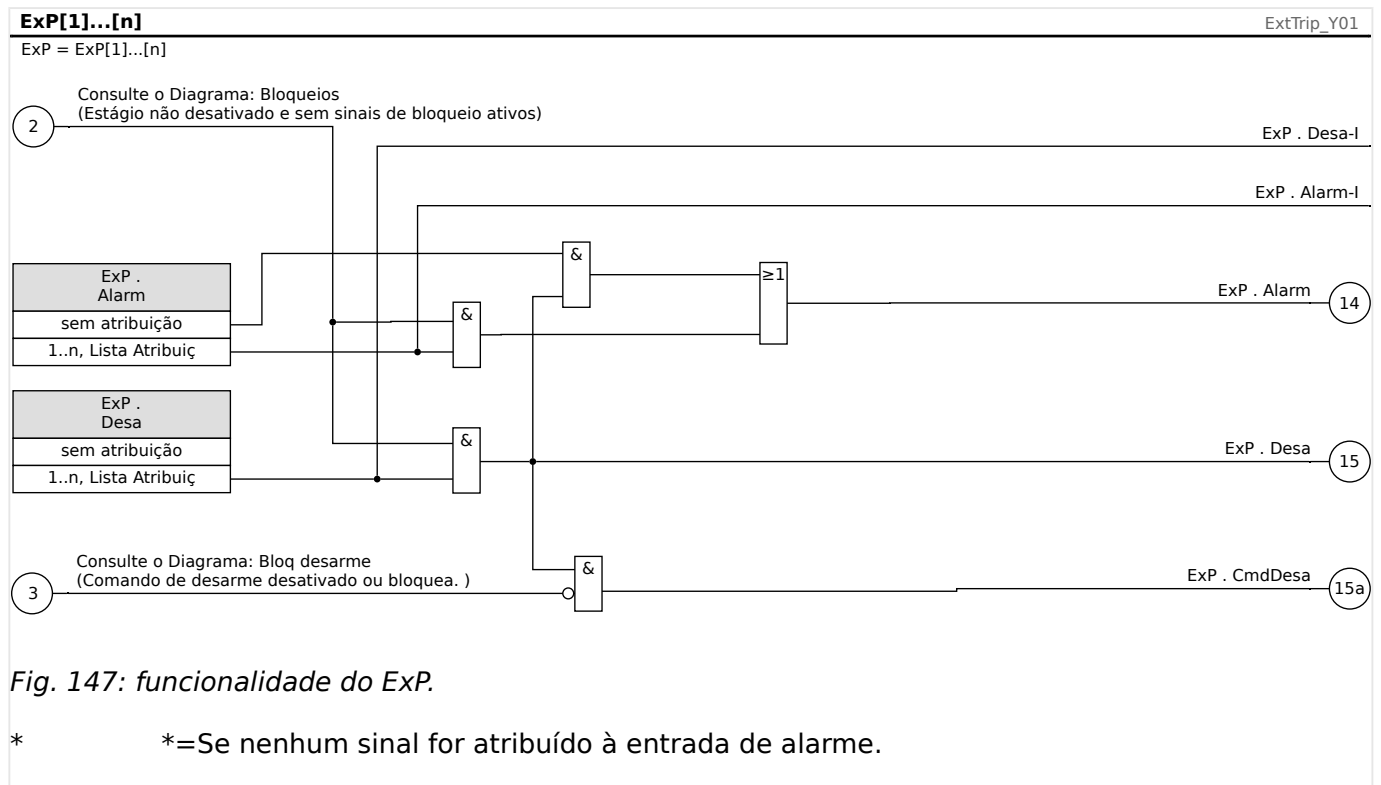 ExP[1]...[n]
ExtTrip_Y01
ExP = ExP[1]...[n]
Consulte o Diagrama: Bloqueios
(Estágio não desativado e sem sinais de bloqueio ativos)
2
ExP . Desa-I
ExP . Alarm-I
&
ExP .
Alarm
≥1
sem atribuição
&
ExP . Alarm
14
1..n, Lista Atribuiç
ExP .
Desa
&
sem atribuição
ExP . Desa
15
1..n, Lista Atribuiç
Consulte o Diagrama: Bloq desarme
(Comando de desarme desativado ou bloquea. )
3
&
ExP . CmdDesa
15a
Fig. 147: funcionalidade do ExP.
* *=Se nenhum sinal for atribuído à entrada de alarme.